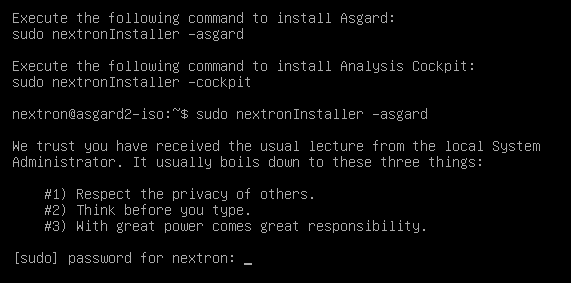 Execute the following command to install Asgard:
sudo nextronInstaller -asgard
Execute the following command to install Analysis Cockpit:
sudo nextronInstaller -cockpit
nextron@asgard2-iso:~$ sudo nextronInstaller -asgard
We trust you have received the usual lecture from the local System
Administrator. It usually boils down to these three things:
#1) Respect the privacy of others.
#2) Think before you type.
#3) With great power comes great responsibility.
[sudo] password for nextron: _